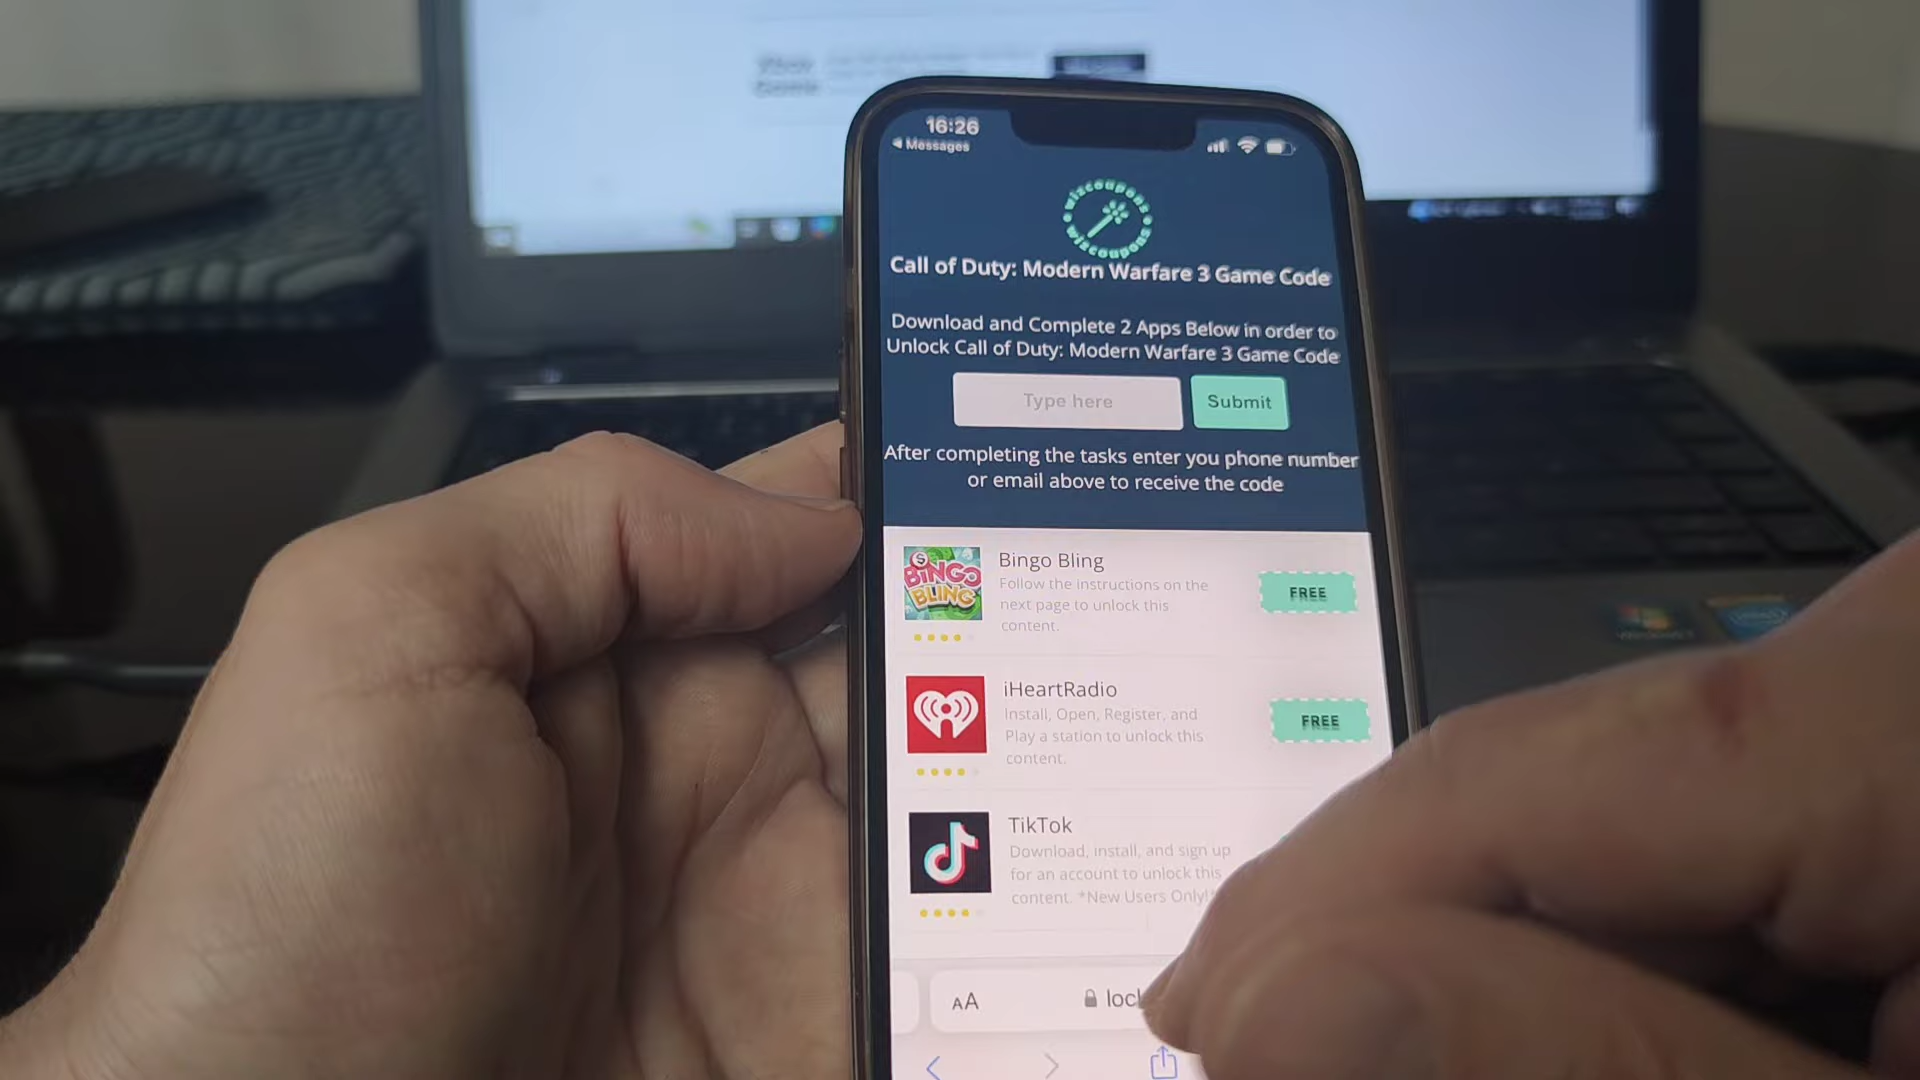 16:26
Messages
wizcoupons
wizcoupons
Call of Duty: Modern Warfare 3 Game Code
Download and Complete 2 Apps Below in order to
Unlock Call of Duty: Modern Warfare 3 Game Code
Type here
Submit
After completing the tasks enter you phone number
or email above to receive the code
BINGO
BLING
Bingo Bling
Follow the instructions on the
next page to unlock this
content.
FREE
iHeartRadio
Install, Open, Register, and
Play a station to unlock this
content.
FREE
TikTok
Download, install, and sign up
for an account to unlock this
content. *New Users Only!*
AA